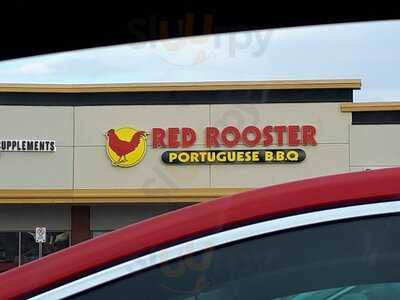 SUPPLEMENTS
RED ROOSTER
PORTUGUESE B.B.Q